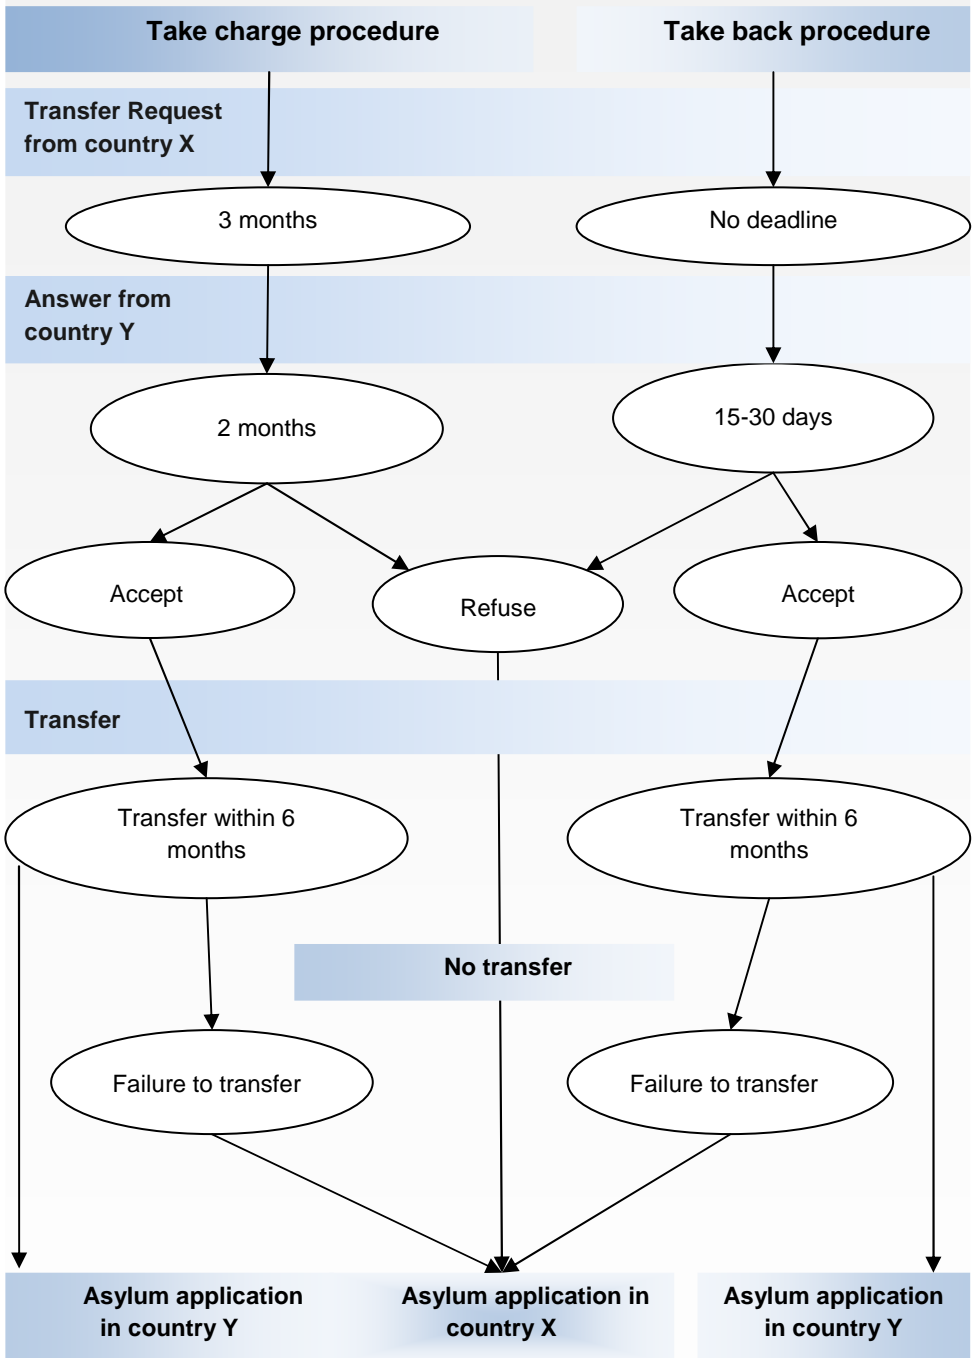 Take charge procedure
Take back procedure
Transfer Request
from country X
3 months
No deadline
Answer from
country Y
2 months
15-30 days
Accept
Refuse
Accept
Transfer
Transfer within 6
months
Transfer within 6
months
No transfer
Failure to transfer
Failure to transfer
Asylum application
in country Y
Asylum application in
country X
Asylum application
in country Y